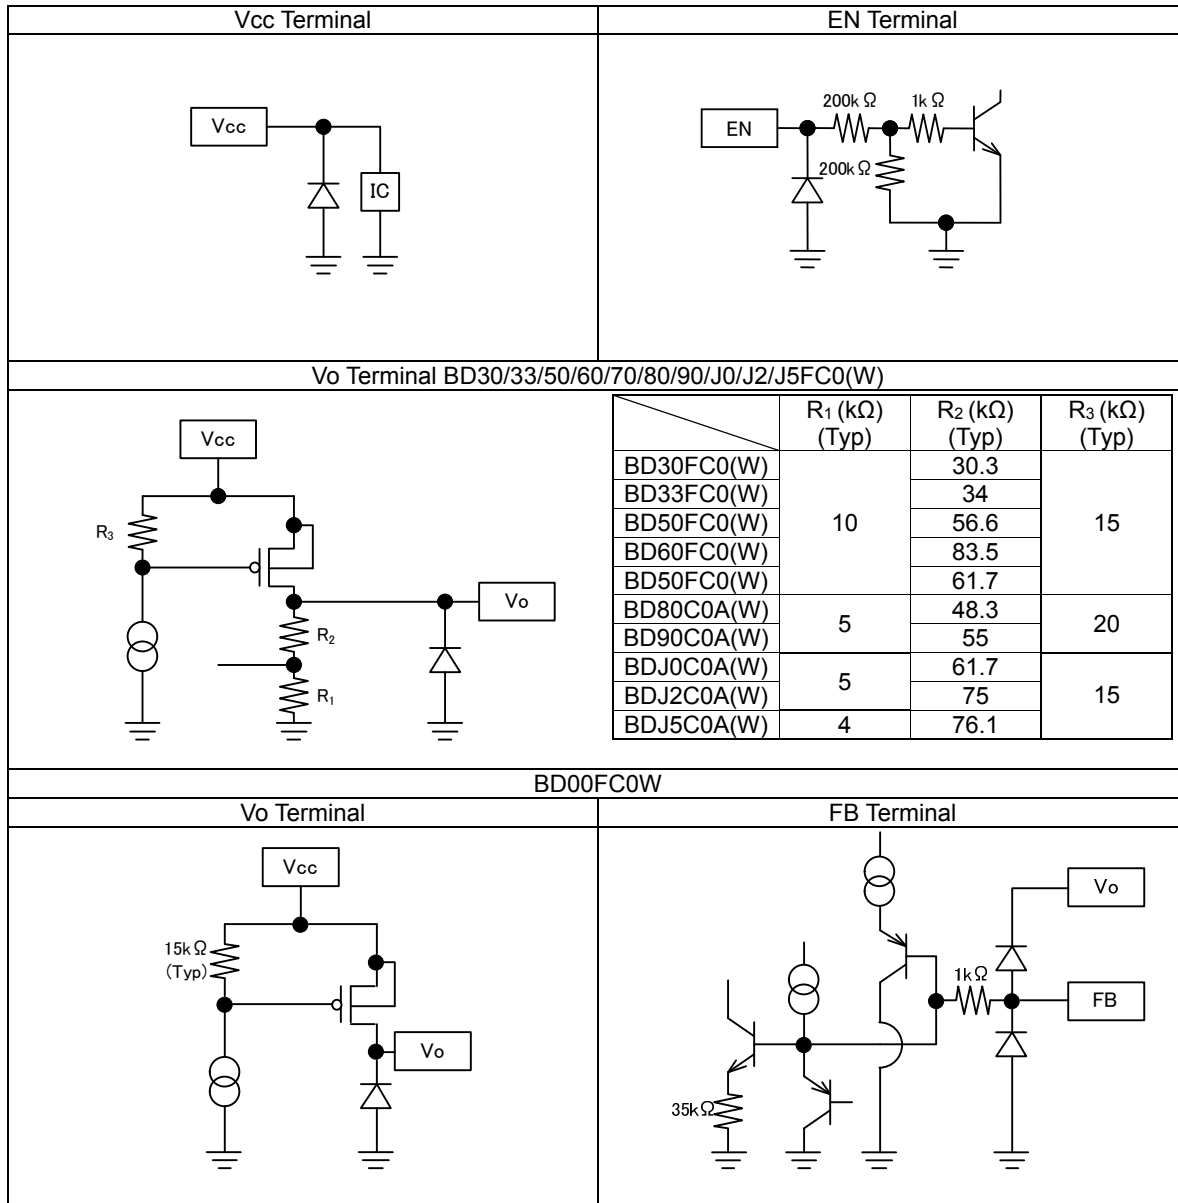 Vcc Terminal
EN Terminal
Vcc
IC
EN
200kΩ
1kΩ
200kΩ
Vo Terminal BD30/33/50/60/70/80/90/J0/J2/J5FC0(W)
Vcc
R3
R2
R1
Vo
R1 (kΩ) (Typ) R2 (kΩ) (Typ) R3 (kΩ) (Typ)
BD30FC0(W) 10 30.3 15
BD33FC0(W) 34
BD50FC0(W) 56.6
BD60FC0(W) 83.5
BD50FC0(W) 61.7
BD80C0A(W) 5 48.3 20
BD90C0A(W) 55
BDJ0C0A(W) 5 61.7 15
BDJ2C0A(W) 75
BDJ5C0A(W) 4 76.1
BD00FC0W
Vo Terminal
FB Terminal
Vcc
15kΩ
(Typ)
Vo
Vo
1kΩ
FB
35kΩ